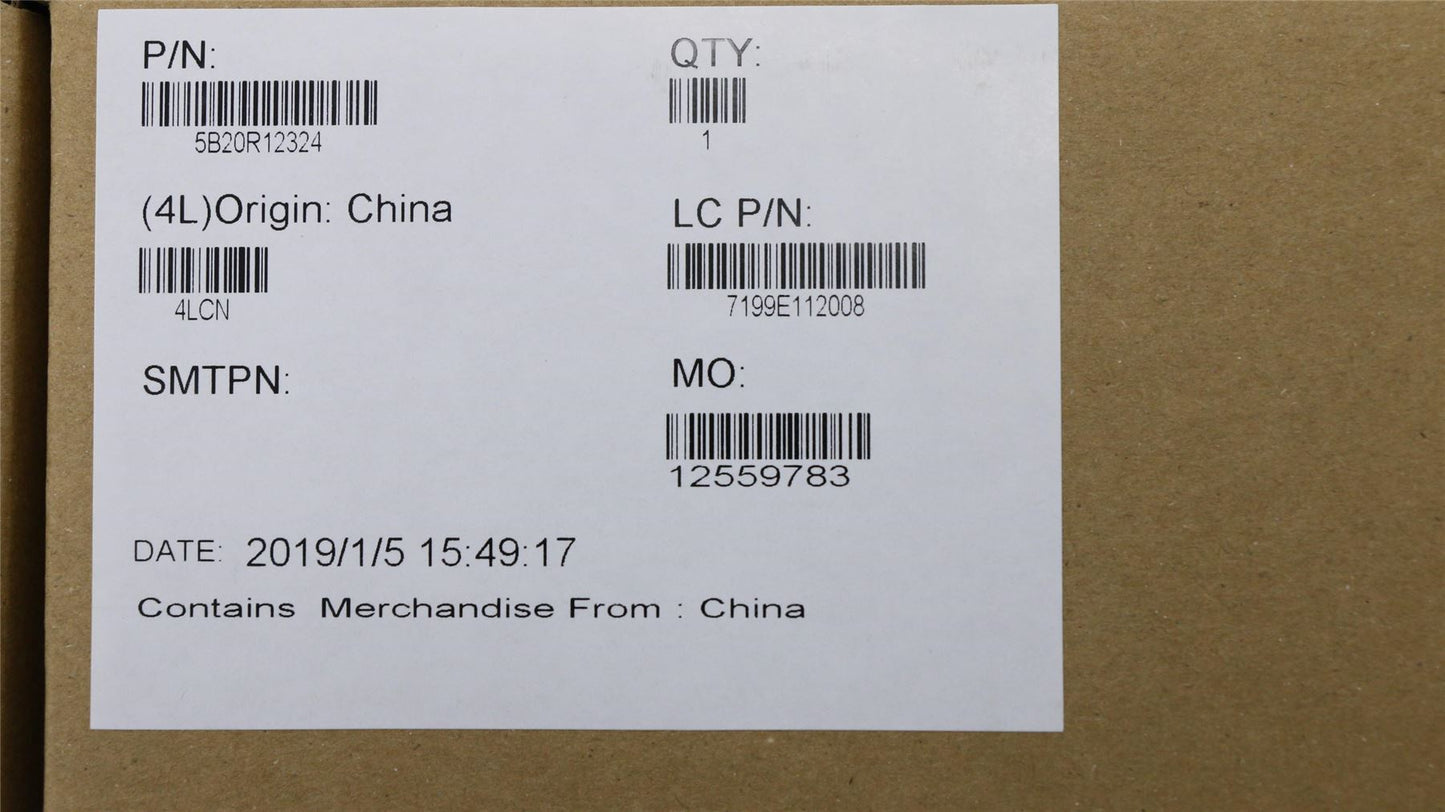 P/N:
5B20R12324
QTY:
1
(4L)Origin: China
4LCN
LC P/N:
7199E112008
SMTPN:
MO:
12559783
DATE: 2019/1/5 15:49:17
Contains Merchandise From : China